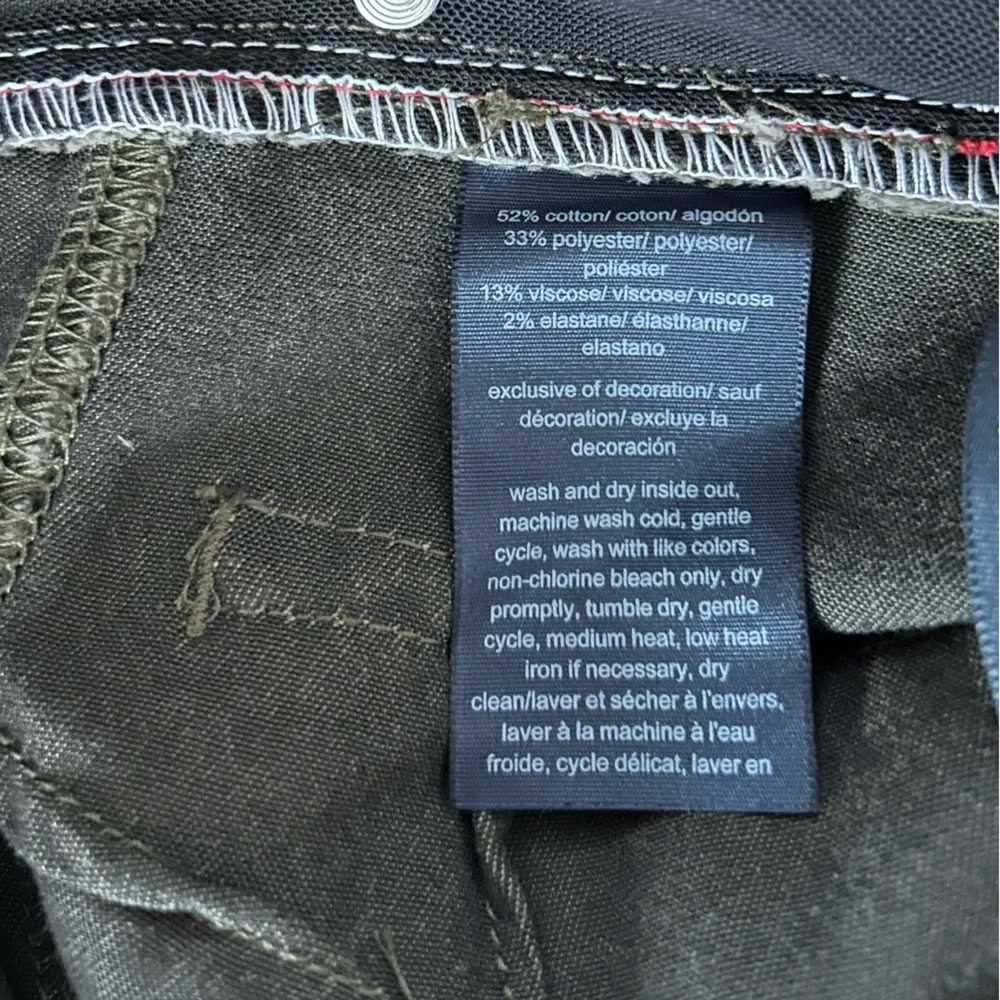 52% cotton/ coton/ algodón
33% polyester/ polyester/
poliéster
13% viscose/ viscose/ viscosa
2% elastane/ élasthanne/
elastano
exclusive of decoration/ sauf
décoration/ excluye la
decoración
wash and dry inside out,
machine wash cold, gentle
cycle, wash with like colors,
non-chlorine bleach only, dry
promptly, tumble dry, gentle
cycle, medium heat, low heat
iron if necessary, dry
clean/laver et sécher à l'envers,
laver à la machine à l'eau
froide, cycle délicat, laver en